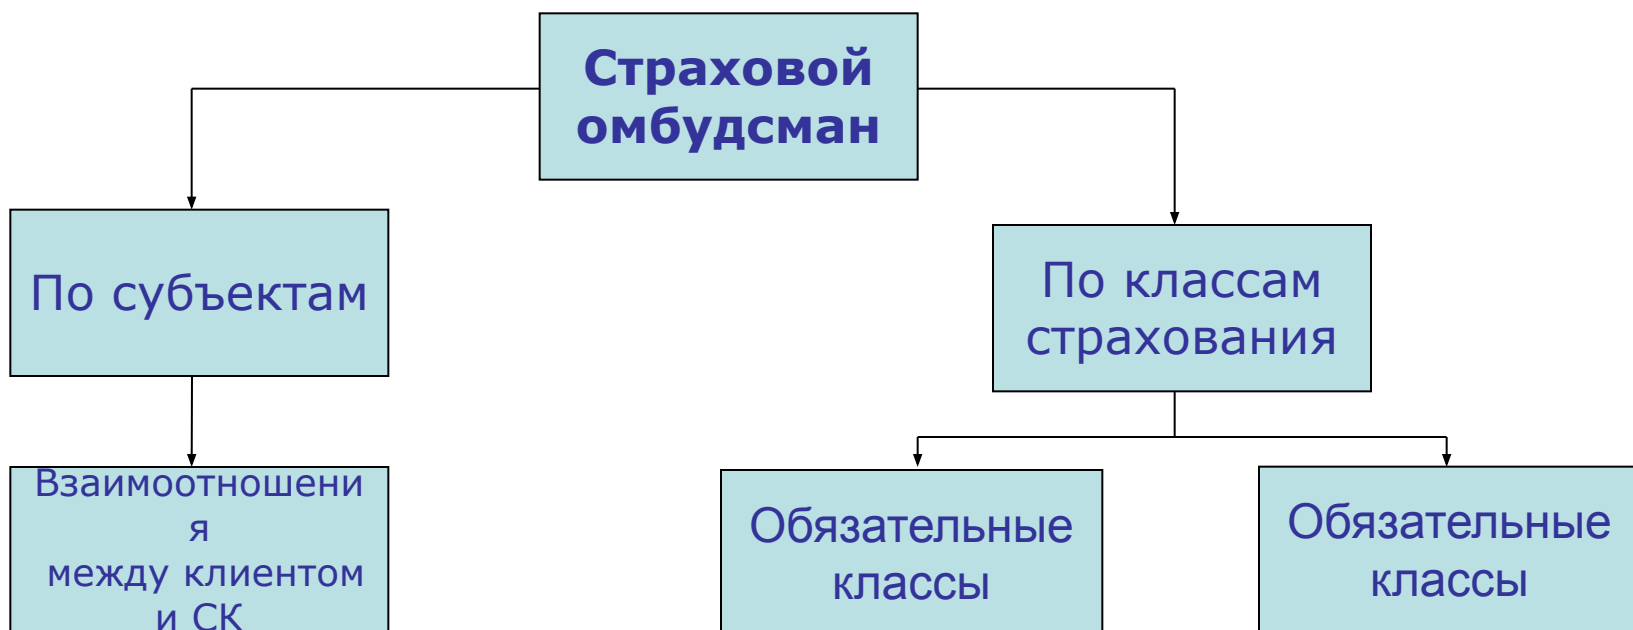 Страховой
омбудсман
По субъектам
По классам
страхования
Взаимоотношени
я
между клиентом
и СК
Обязательные
классы
Обязательные
классы